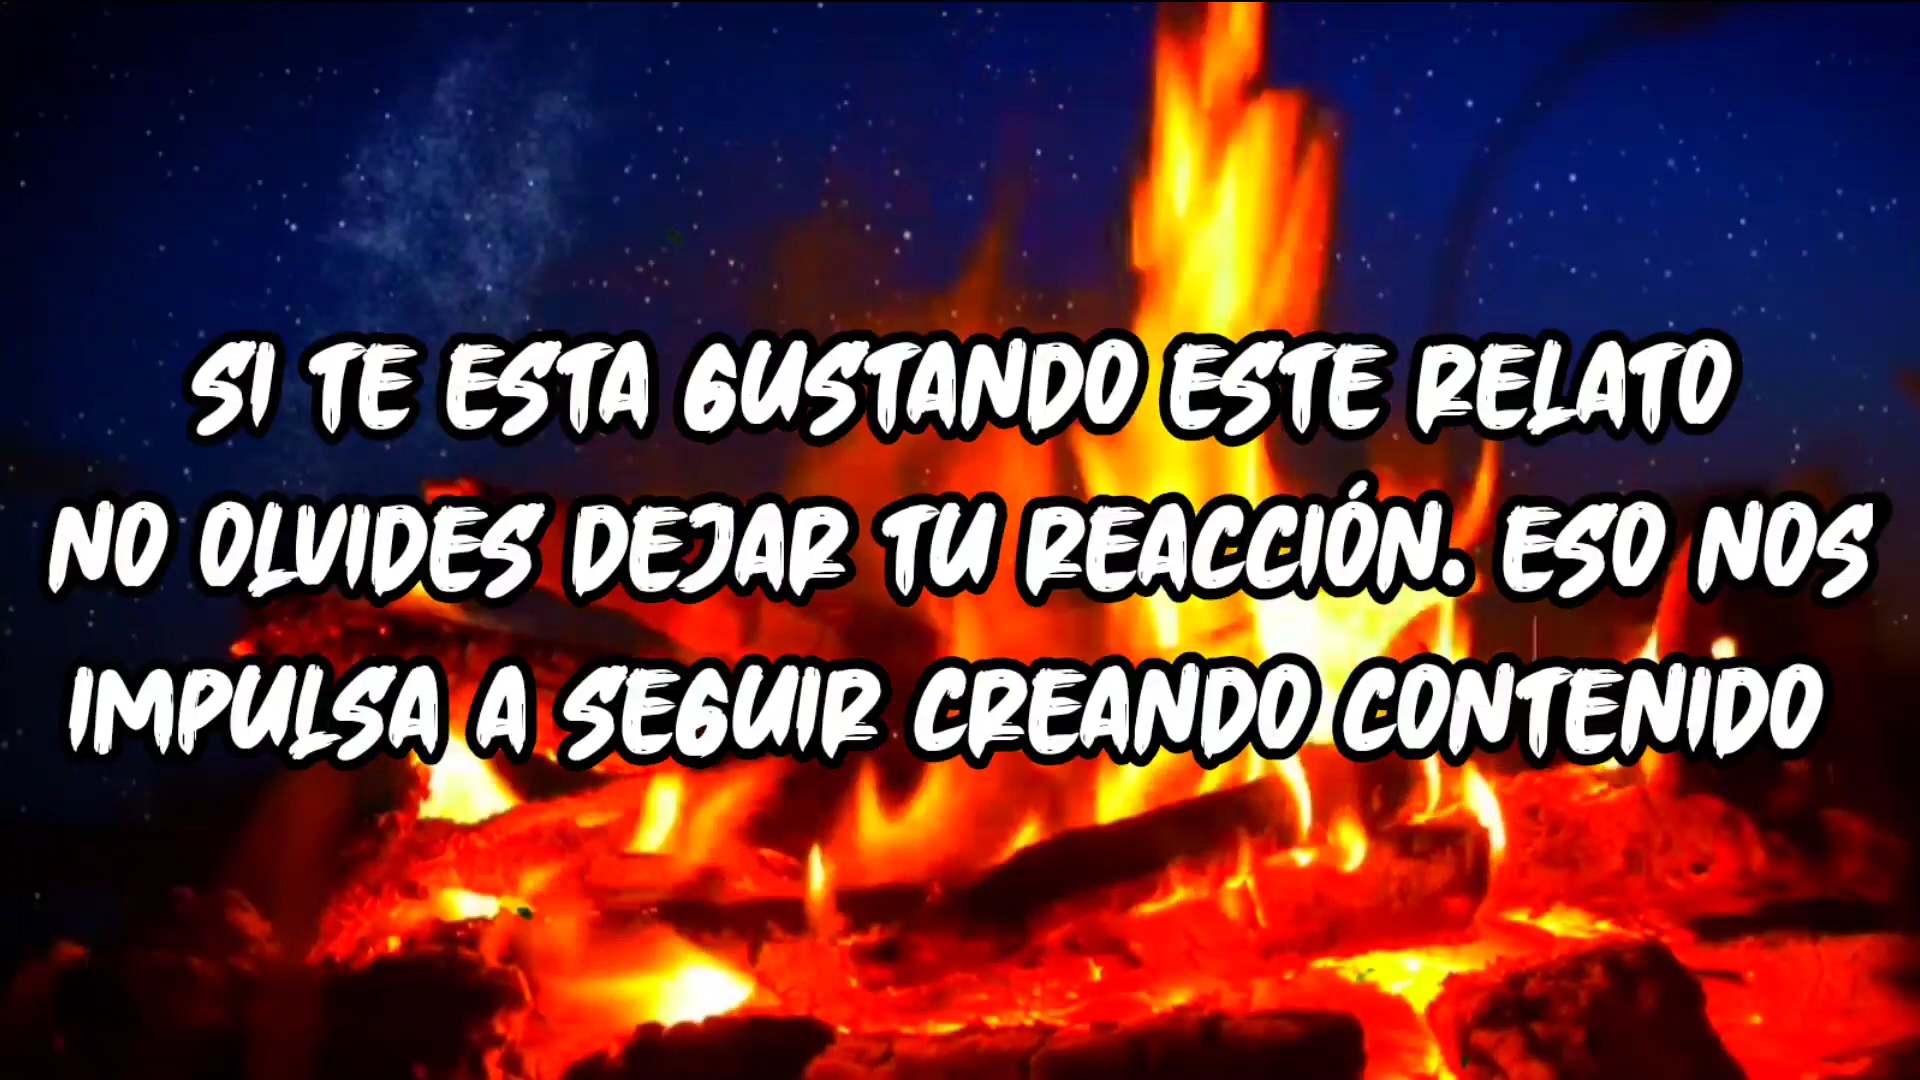 SI TE ESTA GUSTANDO ESTE RELATO
NO OLVIDES DEJAR TU REACCIÓN. ESO NOS
IMPULSA A SEGUIR CREANDO CONTENIDO